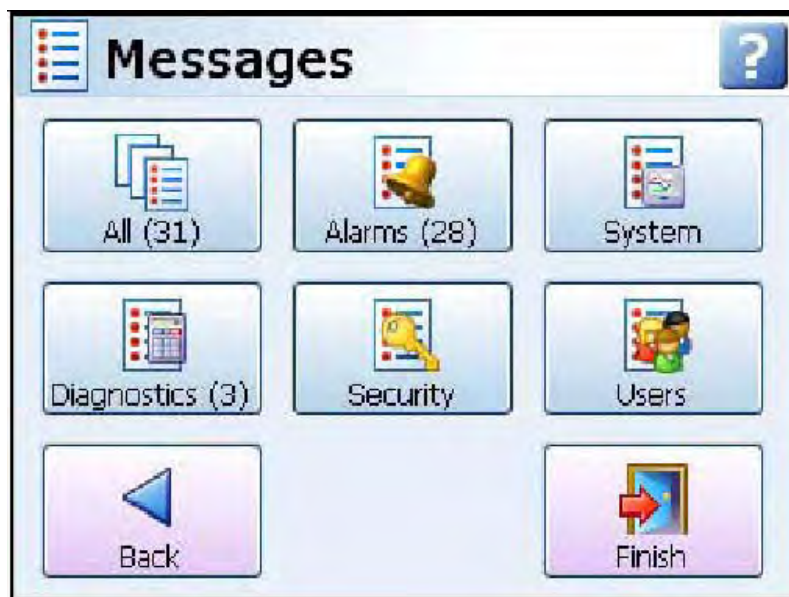 Messages
?
All (31)
Alarms (28)
System
Diagnostics (3)
Security
Users
Back
Finish